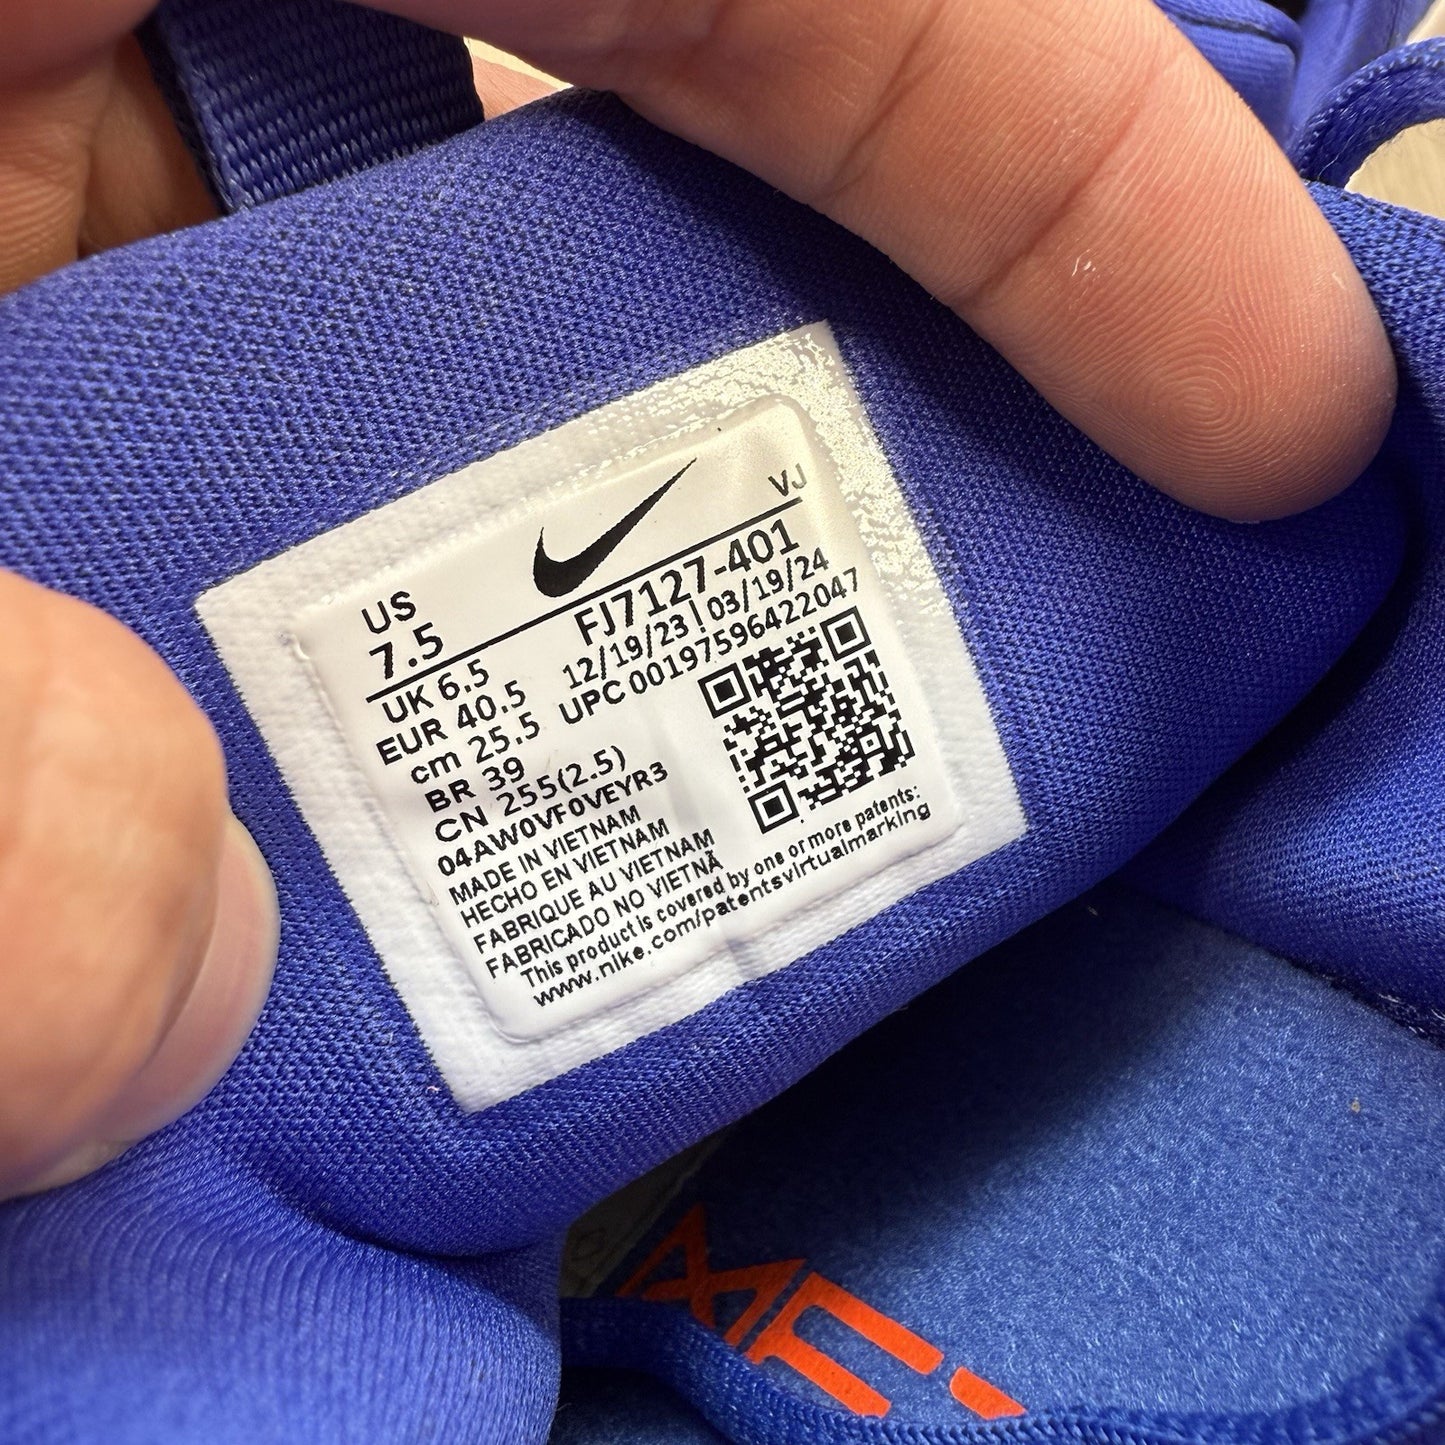 VJ
US
7.5
FJ7127-401
UK 6.5
12/19/23 | 03/19/24
EUR 40.5
UPC 00197596422047
cm 25.5
BR 39
CN 255(2.5)
04AW0VF0VEYR3
MADE IN VIETNAM
HECHO EN VIETNAM
FABRIQUE AU VIETNAM
FABRICADO NO VIETNÃ
This product is covered by one or more patents:
www.nike.com/patentsvirtualmarking